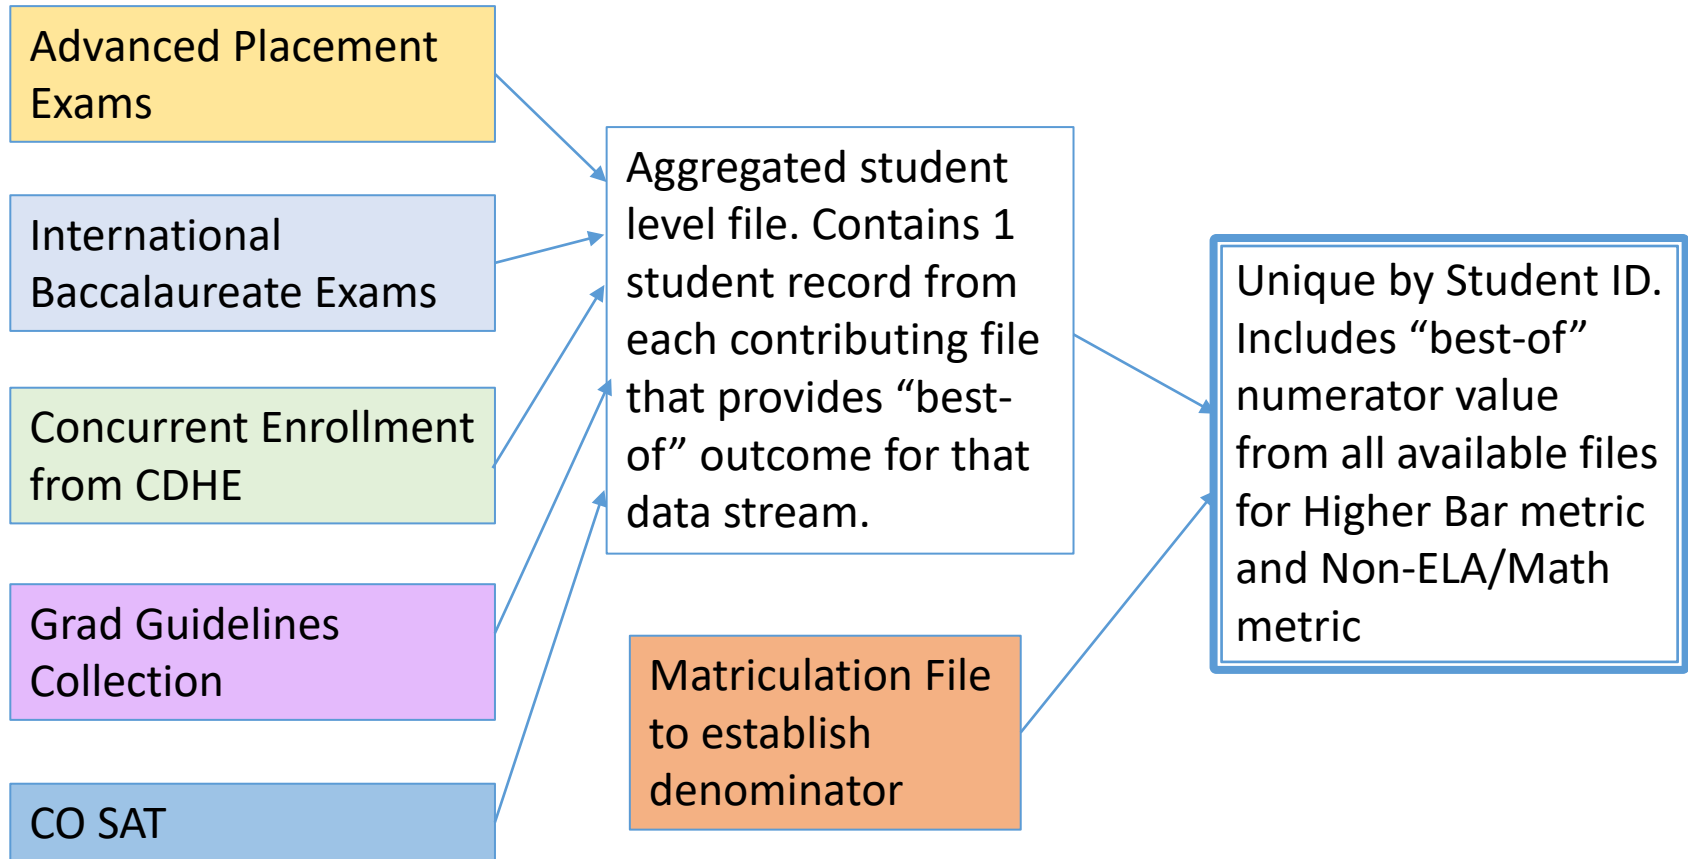 Advanced Placement
Exams
International
Baccalaureate Exams
Concurrent Enrollment
from CDHE
Grad Guidelines
Collection
CO SAT
Aggregated student
level file. Contains 1
student record from
each contributing file
that provides “best-
of” outcome for that
data stream.
Matriculation File
to establish
denominator
Unique by Student ID.
Includes “best-of”
numerator value
from all available files
for Higher Bar metric
and Non-ELA/Math
metric